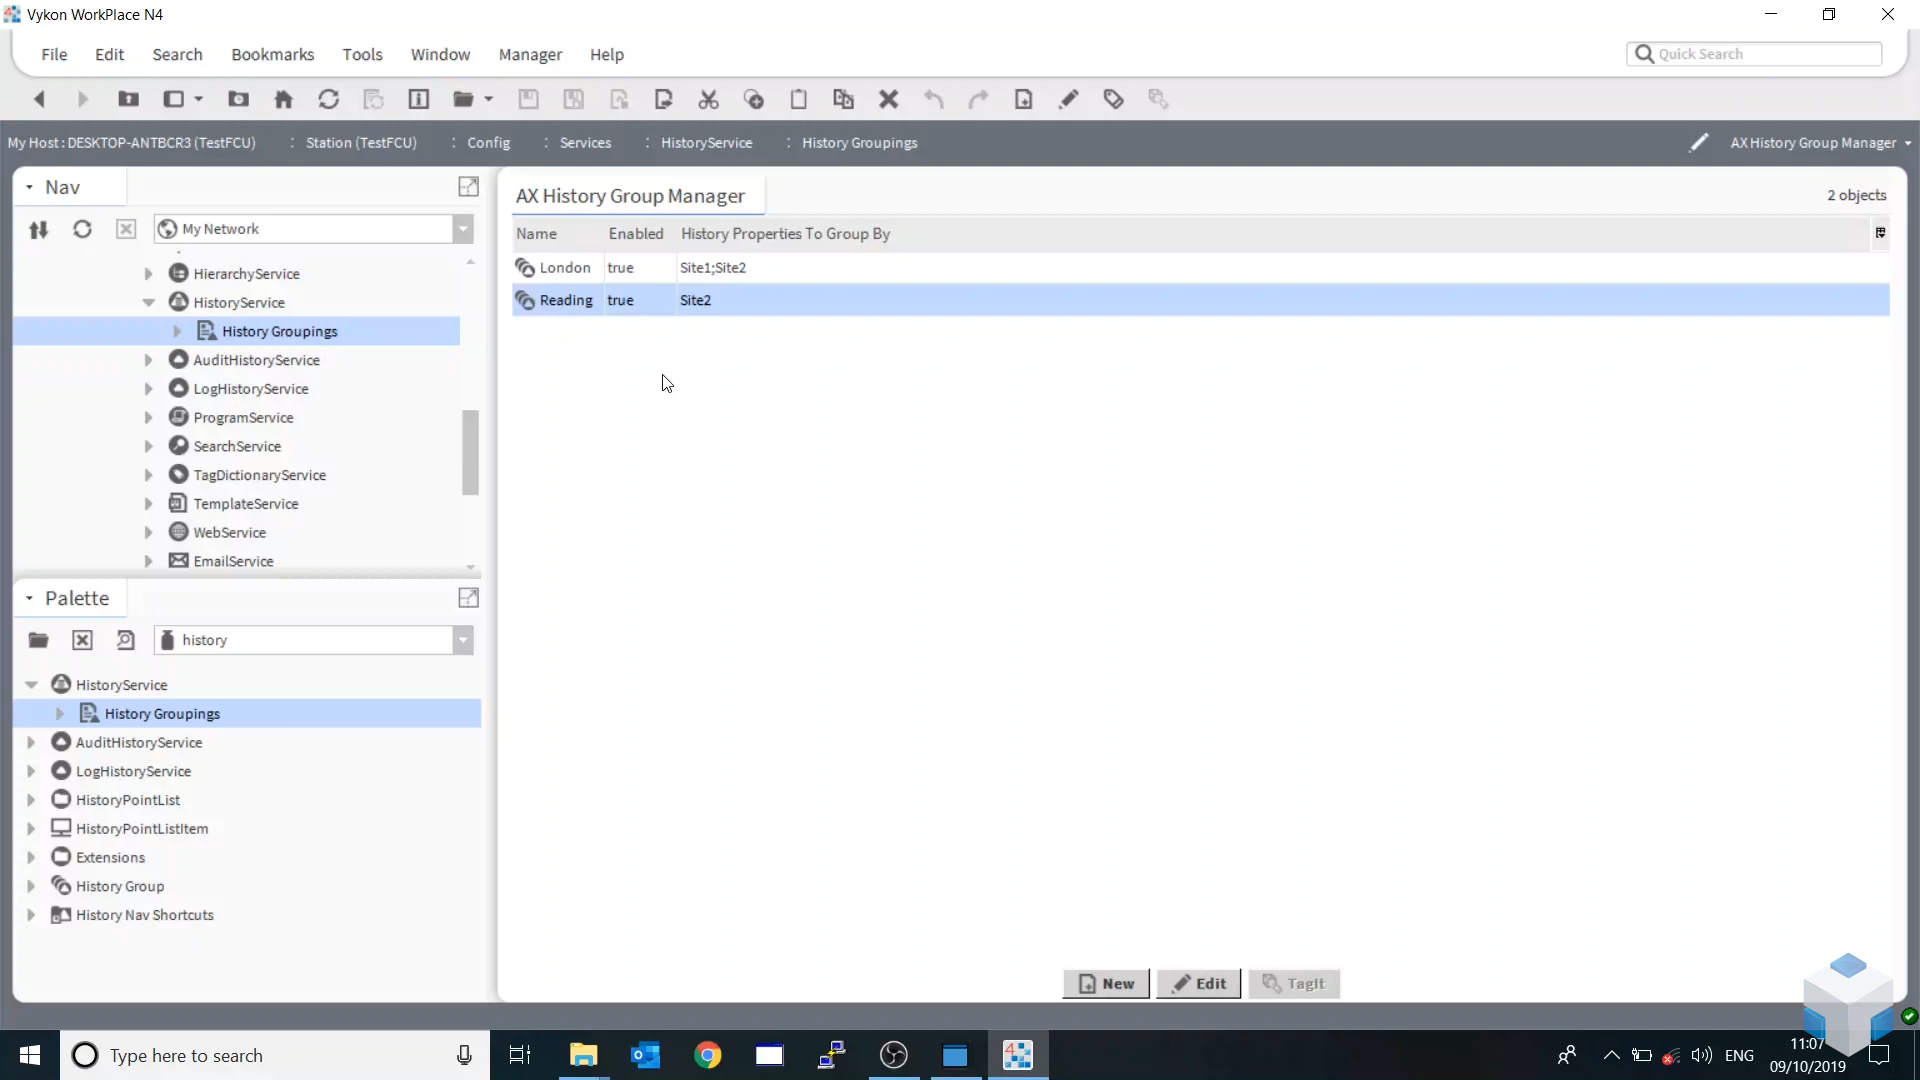 Vykon WorkPlace N4
File Edit Search Bookmarks Tools Window Manager Help
Quick Search
My Host : DESKTOP-ANTBCR3 (TestFCU) : Station (TestFCU) : Config : Services : HistoryService : History Groupings
AX History Group Manager
Nav
My Network
HierarchyService
HistoryService
History Groupings
AuditHistoryService
LogHistoryService
ProgramService
SearchService
TagDictionaryService
TemplateService
WebService
EmailService
Palette
history
HistoryService
History Groupings
AuditHistoryService
LogHistoryService
HistoryPointList
HistoryPointListItem
Extensions
History Group
History Nav Shortcuts
AX History Group Manager
2 objects
Name Enabled History Properties To Group By
London true Site1;Site2
Reading true Site2
New Edit TagIt
Type here to search
ENG
11:07
09/10/2019